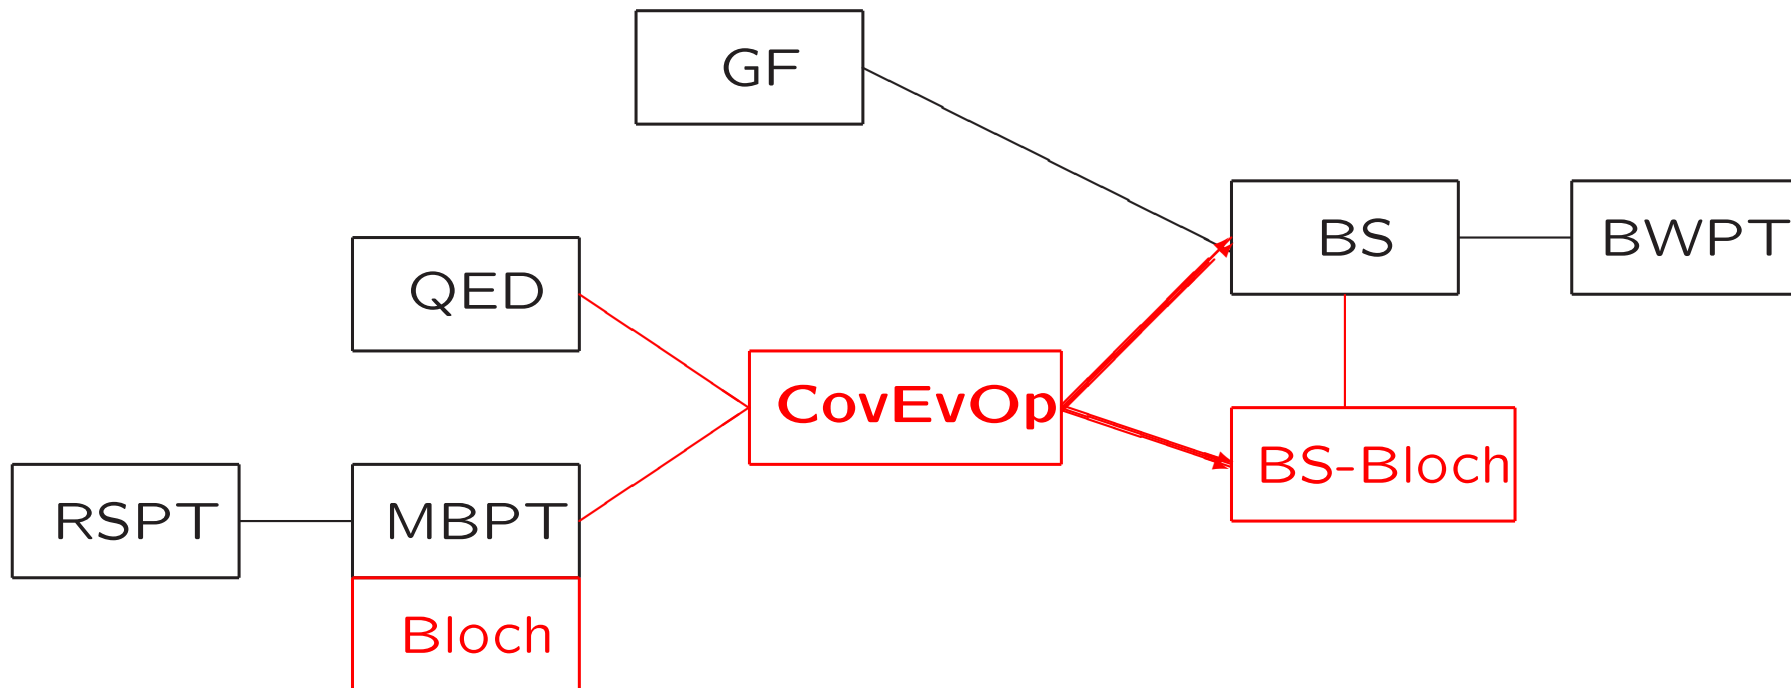 GF
BS
BWPT
QED
CovEvOp
BS-Bloch
RSPT
MBPT
Bloch